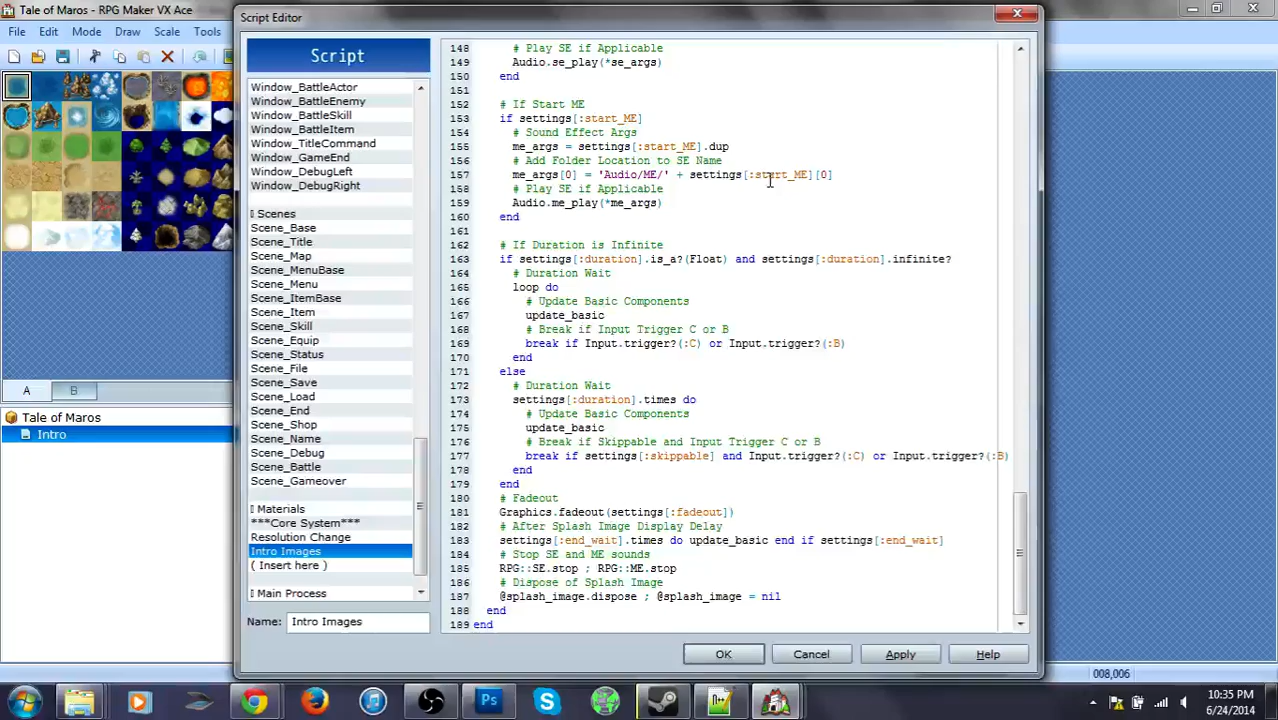 Tale of Maros - RPG Maker VX Ace
File Edit Mode Draw Scale Tools
A B
Tale of Maros
Intro
Script Editor
Script
Window_BattleActor
Window_BattleEnemy
Window_BattleSkill
Window_BattleItem
Window_TitleCommand
Window_GameEnd
Window_DebugLeft
Window_DebugRight
Scenes
Scene_Base
Scene_Title
Scene_Map
Scene_MenuBase
Scene_Menu
Scene_ItemBase
Scene_Item
Scene_Skill
Scene_Equip
Scene_Status
Scene_File
Scene_Save
Scene_Load
Scene_End
Scene_Shop
Scene_Name
Scene_Debug
Scene_Battle
Scene_Gameover
Materials
***Core System***
Resolution Change
Intro Images
( Insert here )
Main Process
Name: Intro Images
148 # Play SE if Applicable
149 Audio.se_play(*se_args)
150 end
151
152 # If Start ME
153 if settings[:start_ME]
154 # Sound Effect Args
155 me_args = settings[:start_ME].dup
156 # Add Folder Location to SE Name
157 me_args[0] = 'Audio/ME/' + settings[:start_ME][0]
158 # Play SE if Applicable
159 Audio.me_play(*me_args)
160 end
161
162 # If Duration is Infinite
163 if settings[:duration].is_a?(Float) and settings[:duration].infinite?
164 # Duration Wait
165 loop do
166 # Update Basic Components
167 update_basic
168 # Break if Input Trigger C or B
169 break if Input.trigger?(:C) or Input.trigger?(:B)
170 end
171 else
172 # Duration Wait
173 settings[:duration].times do
174 # Update Basic Components
175 update_basic
176 # Break if Skippable and Input Trigger C or B
177 break if settings[:skippable] and Input.trigger?(:C) or Input.trigger?(:B)
178 end
179 end
180 # Fadeout
181 Graphics.fadeout(settings[:fadeout])
182 # After Splash Image Display Delay
183 settings[:end_wait].times do update_basic end if settings[:end_wait]
184 # Stop SE and ME sounds
185 RPG::SE.stop ; RPG::ME.stop
186 # Dispose of Splash Image
187 @splash_image.dispose ; @splash_image = nil
188 end
189 end
OK Cancel Apply Help
008,006
10:35 PM
6/24/2014